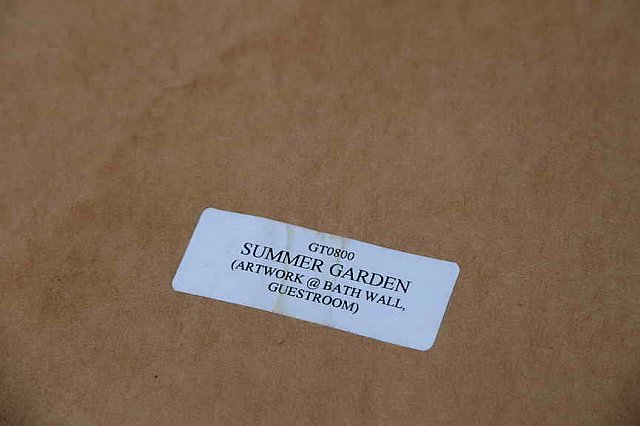 GT0800
SUMMER GARDEN
(ARTWORK @ BATH WALL,
GUESTROOM)